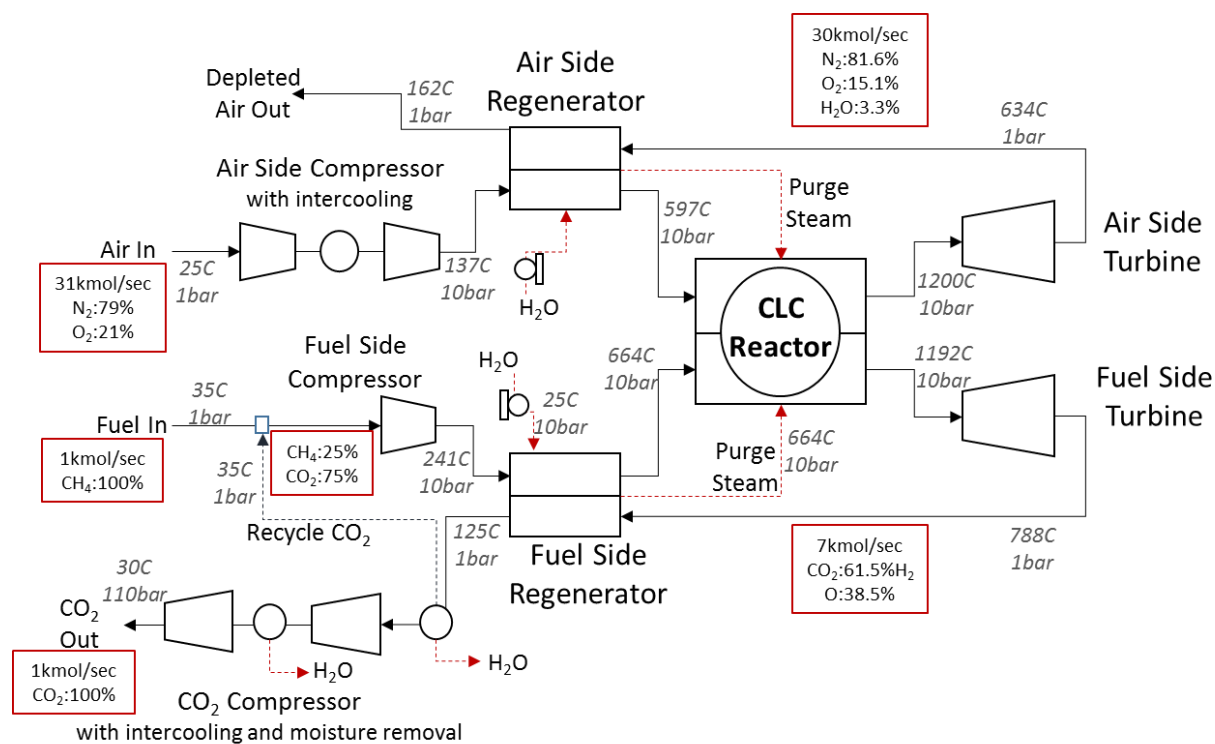 30kmol/sec
N₂:81.6%
O₂:15.1%
H₂O:3.3%
Air Side
Regenerator
Depleted
Air Out
162C
1bar
634C
1bar
Air Side Compressor
with intercooling
Purge
Steam
597C
10bar
Air Side
Turbine
Air In
25C
1bar
137C
10bar
H₂O
1200C
10bar
31kmol/sec
N₂:79%
O₂:21%
CLC
Reactor
Fuel Side
Compressor
H₂O
664C
10bar
1192C
10bar
Fuel Side
Turbine
35C
1bar
25C
10bar
Fuel In
1kmol/sec
CH₄:100%
CH₄:25%
CO₂:75%
241C
10bar
Purge
Steam
664C
10bar
35C
1bar
Recycle CO₂
125C
1bar
Fuel Side
Regenerator
7kmol/sec
CO₂:61.5%H₂
O:38.5%
788C
1bar
30C
110bar
CO₂
Out
1kmol/sec
CO₂:100%
H₂O
H₂O
CO₂ Compressor
with intercooling and moisture removal